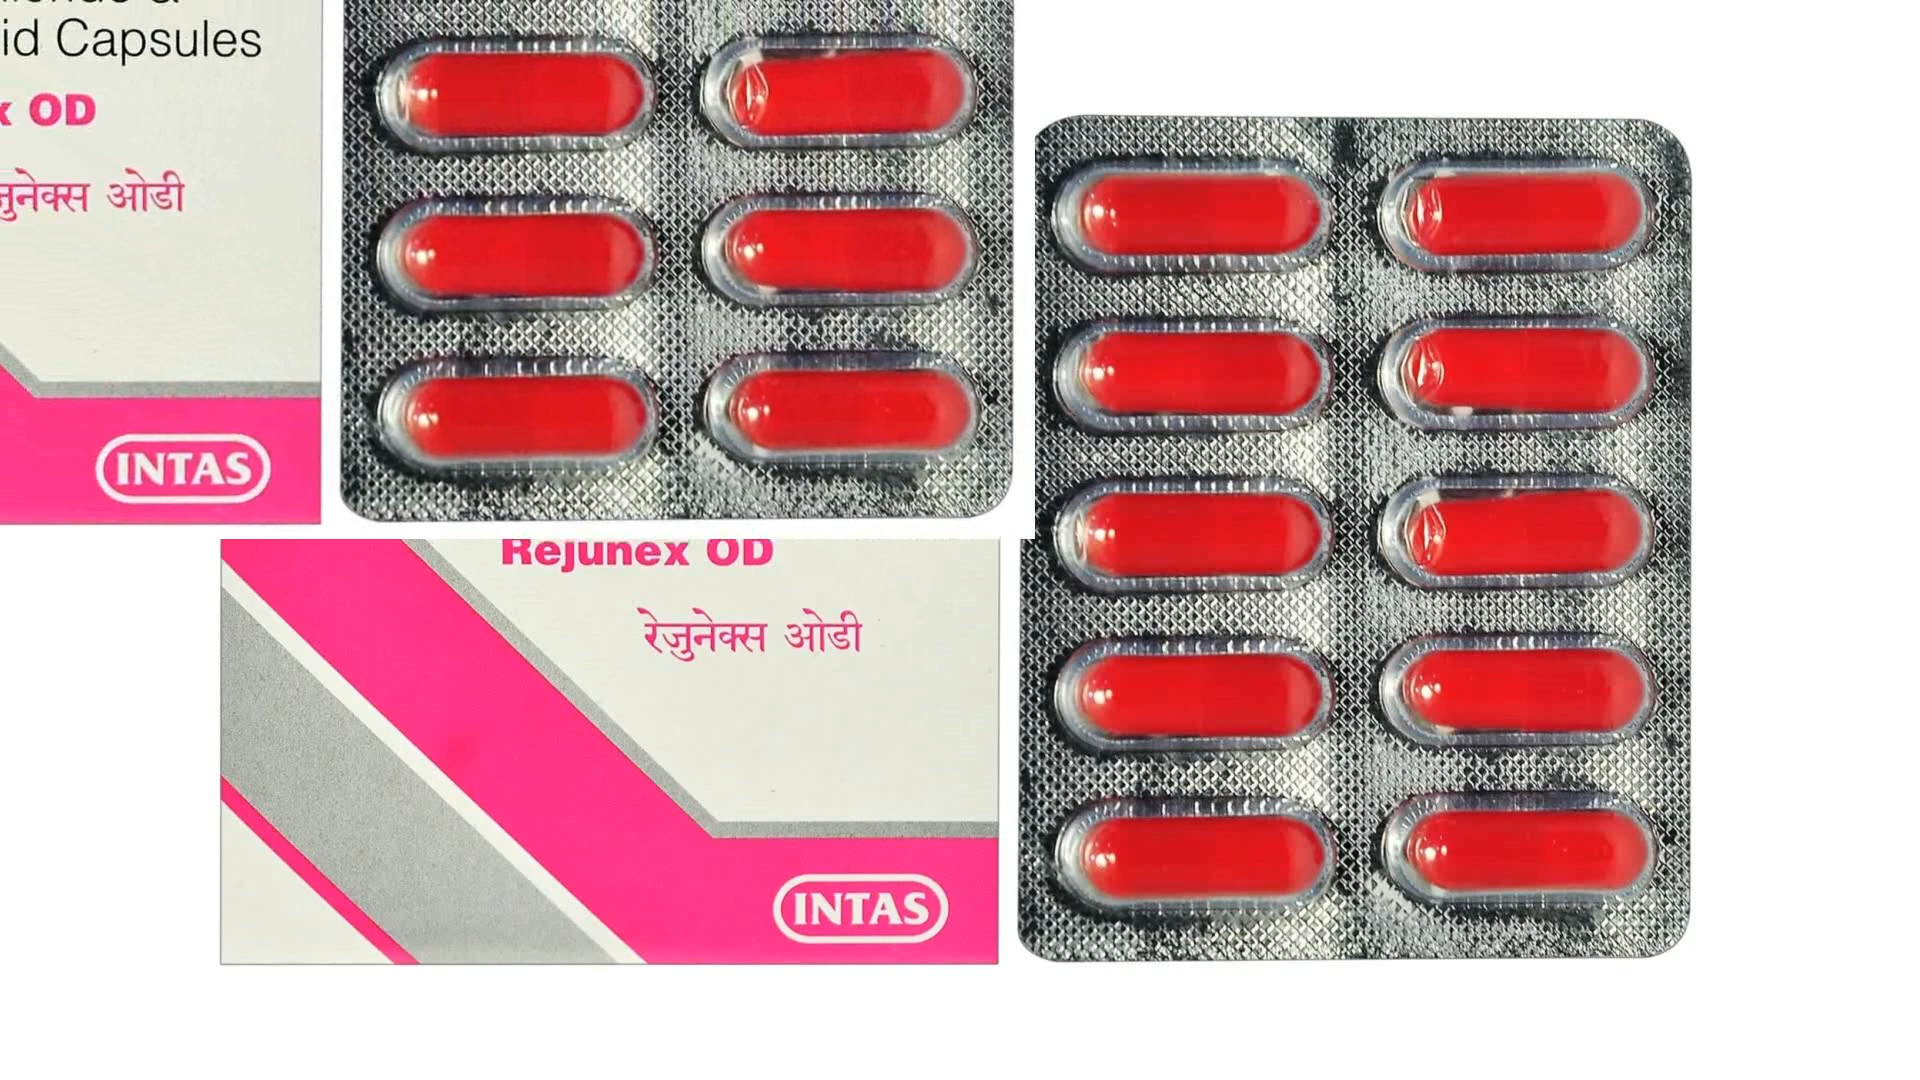 id Capsules
x OD
जुनेक्स ओडी
INTAS
Rejunex OD
रेजुनेक्स ओडी
INTAS